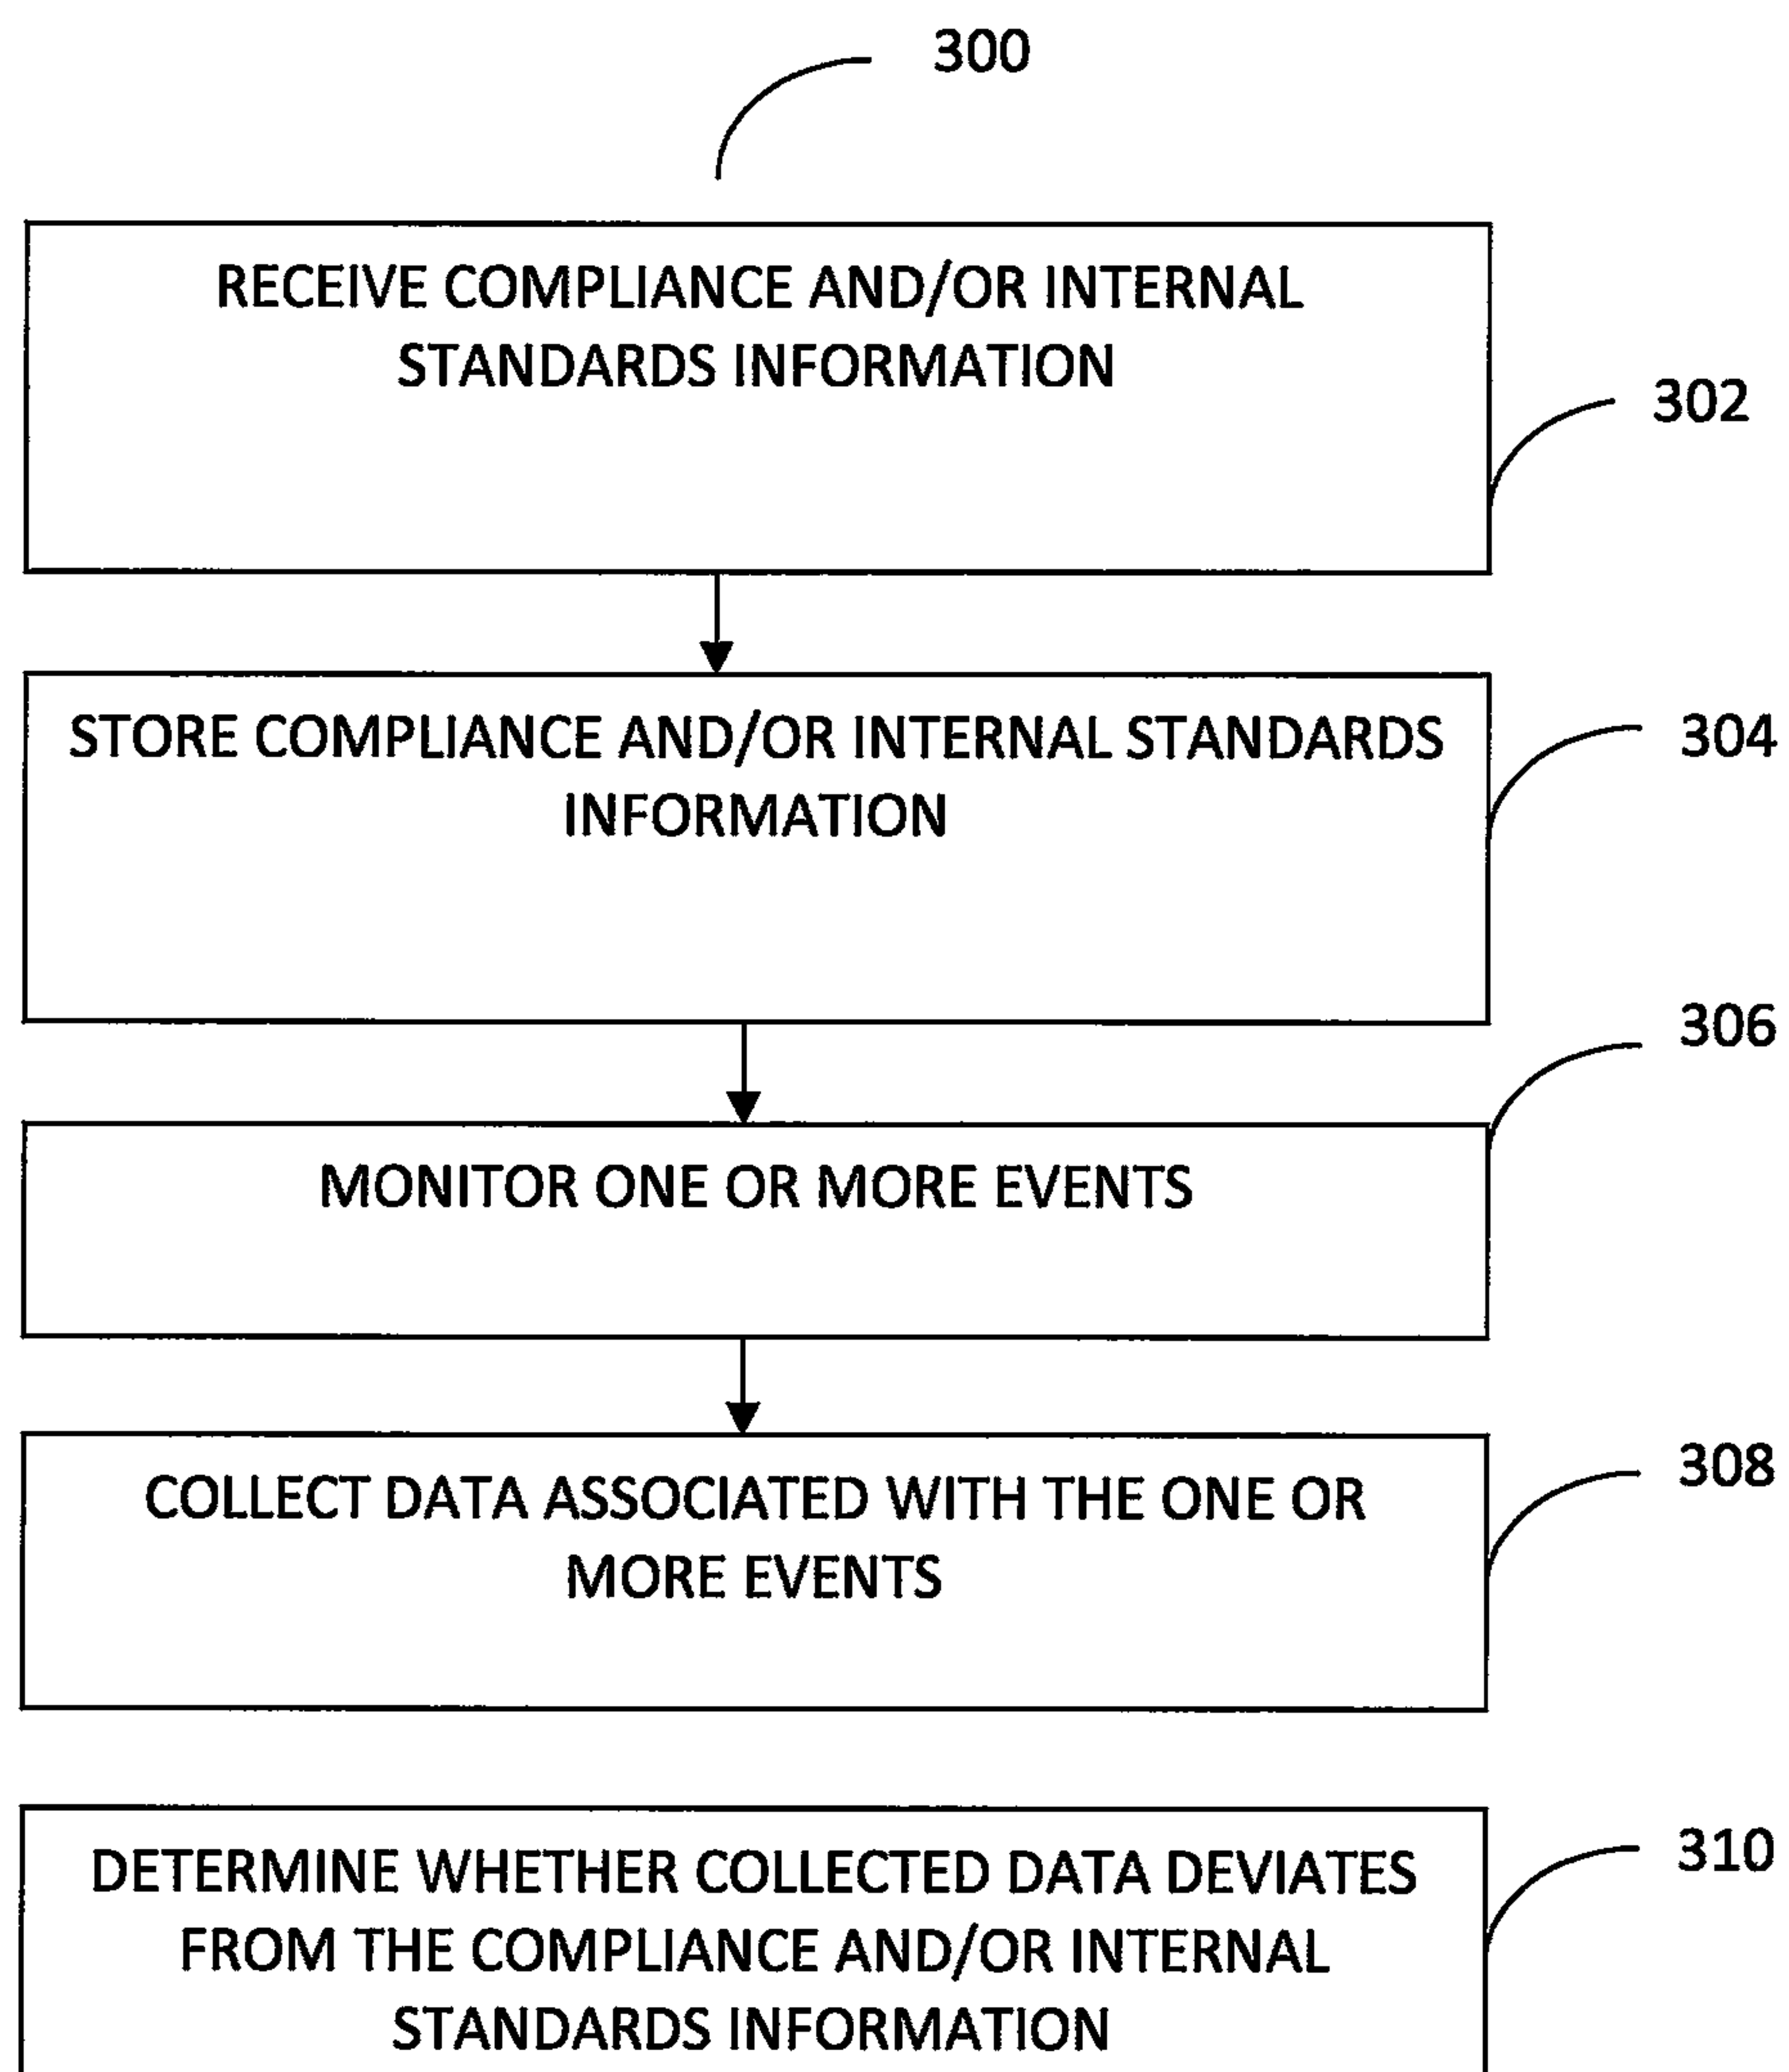 300
RECEIVE COMPLIANCE AND/OR INTERNAL
STANDARDS INFORMATION
302
STORE COMPLIANCE AND/OR INTERNAL STANDARDS
INFORMATION
304
306
MONITOR ONE OR MORE EVENTS
COLLECT DATA ASSOCIATED WITH THE ONE OR
MORE EVENTS
308
DETERMINE WHETHER COLLECTED DATA DEVIATES
FROM THE COMPLIANCE AND/OR INTERNAL
STANDARDS INFORMATION
310